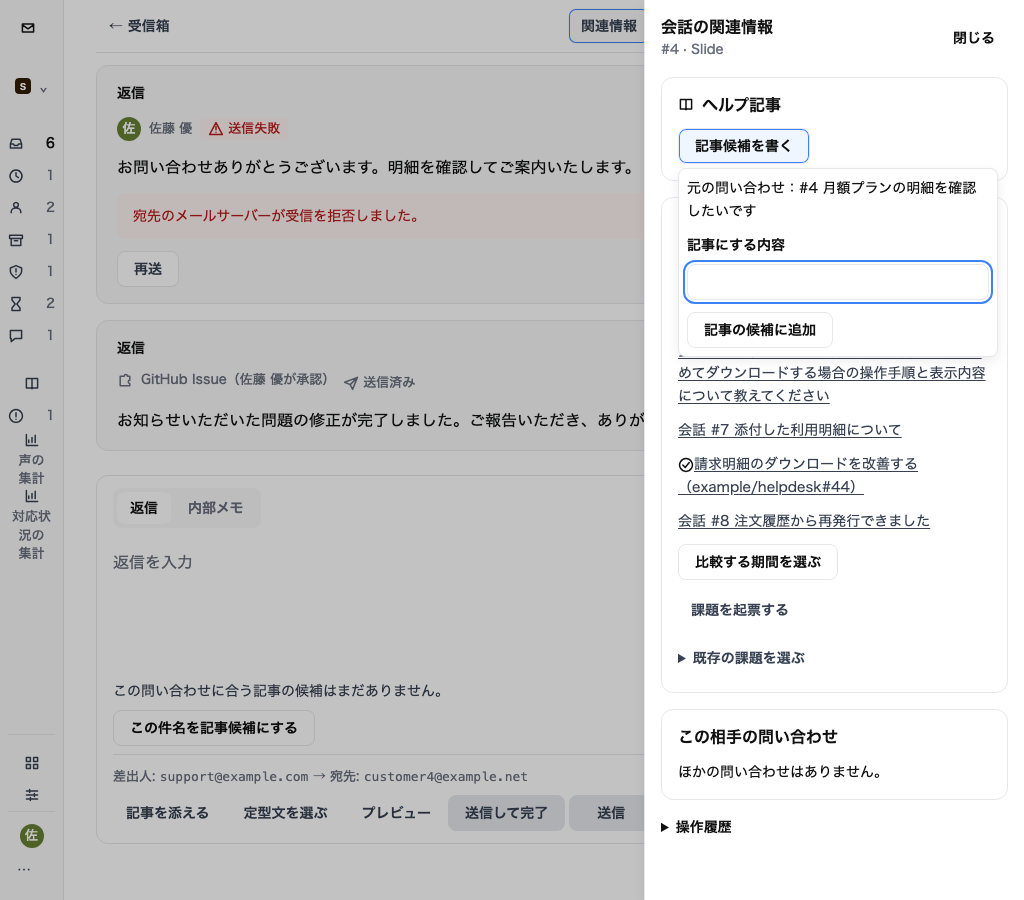 ← 受信箱
関連情報
S
6
1
2
1
1
2
1
1
声の
集計
対応状
況の
集計
佐
…
返信
佐 佐藤 優 送信失敗
お問い合わせありがとうございます。明細を確認してご案内いたします。
宛先のメールサーバーが受信を拒否しました。
再送
返信
GitHub Issue（佐藤 優が承認） 送信済み
お知らせいただいた問題の修正が完了しました。ご報告いただき、ありが
返信 内部メモ
返信を入力
この問い合わせに合う記事の候補はまだありません。
この件名を記事候補にする
差出人: support@example.com → 宛先: customer4@example.net
記事を添える 定型文を選ぶ プレビュー 送信して完了 送信
会話の関連情報
#4 · Slide
閉じる
ヘルプ記事
記事候補を書く
元の問い合わせ：#4 月額プランの明細を確認
したいです
記事にする内容
記事の候補に追加
めてダウンロードする場合の操作手順と表示内容
について教えてください
会話 #7 添付した利用明細について
請求明細のダウンロードを改善する
（example/helpdesk#44）
会話 #8 注文履歴から再発行できました
比較する期間を選ぶ
課題を起票する
▶ 既存の課題を選ぶ
この相手の問い合わせ
ほかの問い合わせはありません。
▶ 操作履歴